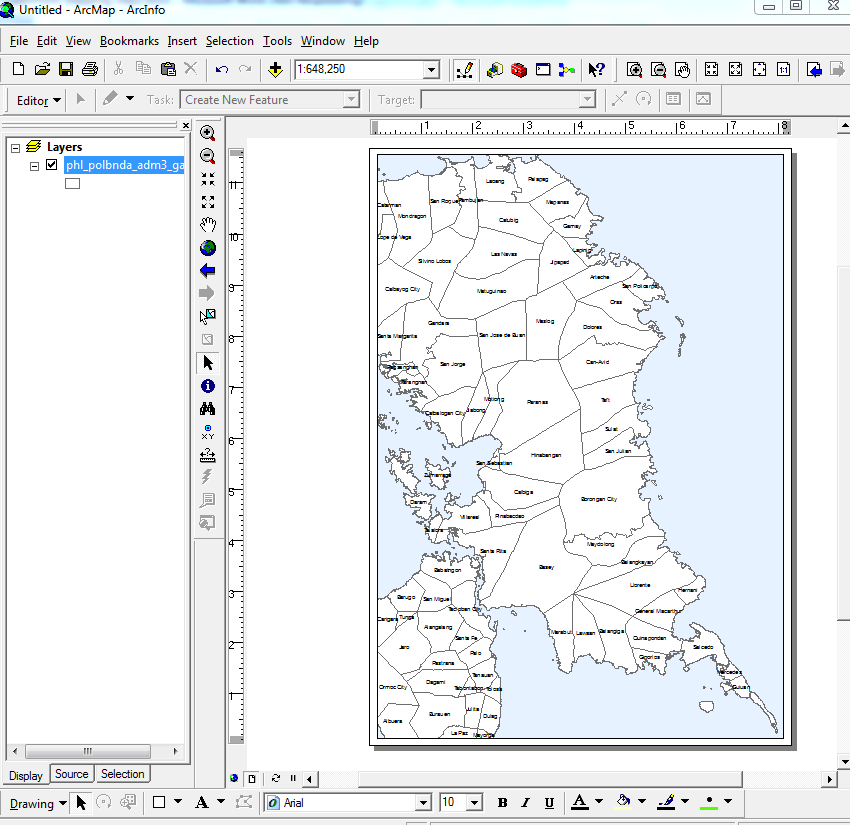 Untitled - ArcMap - ArcInfo
File Edit View Bookmarks Insert Selection Tools Window Help
1:648,250
Editor Task: Create New Feature Target:
1 2 3 4 5 6 7 8
Layers
phl_polbnda_adm3_ga
11
10
9
8
7
6
5
4
3
2
1
Laoang Palapag
Catarman San Roque Pambujan Mapanas
Mondragon Catubig Gamay
Lope de Vega
Silvino Lobos Las Navas Jipapad Lapinig
Arteche
Calbayog City Matuguinao San Policarpo
Oras
Gandara Maslog Dolores
Santa Margarita San Jose de Buan
San Jorge Can-Avid
Tarangnan
Motiong Paranas Taft
Catbalogan City Jiabong
Sulat
San Julian
San Sebastian Hinabangan
Zumarraga
Calbiga
Daram Borongan City
Villareal Pinabacdao
Talalora
Santa Rita Maydolong
Babatngon Basey Balangkayan
Llorente
Barugo San Miguel Hernani
Tacloban City General Macarthur
Carigara Tunga
Alangalang Marabut Lawaan Balangiga
Santa Fe Quinapondan
Jaro Palo Salcedo
Pastrana Giporlos
Tanauan Mercedes
Ormoc City Dagami Tabontabon Tolosa Guiuan
Julita
Albuera Burauen Dulag
La Paz Mayorga
XY
Display Source Selection
Drawing A Arial 10 B I U A